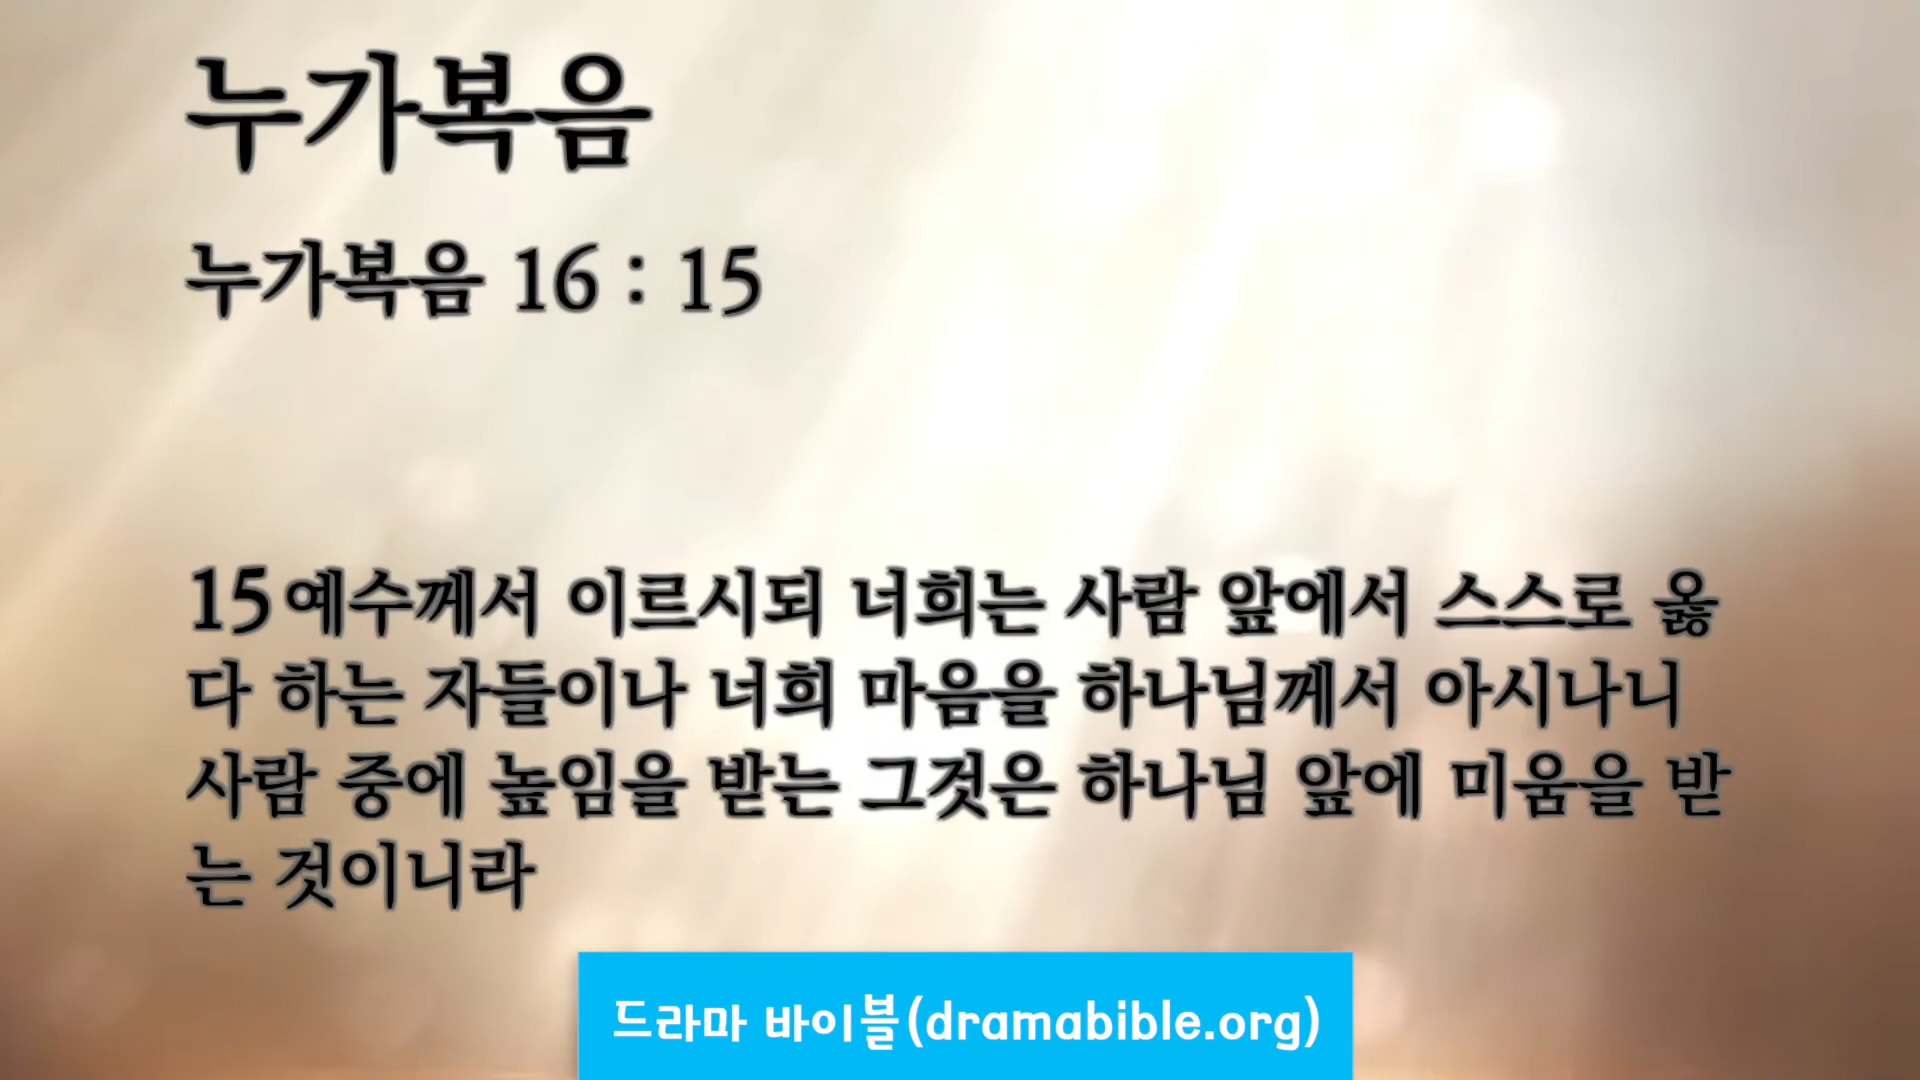 누가복음
누가복음 16 : 15
15 예수께서 이르시되 너희는 사람 앞에서 스스로 옳
다 하는 자들이나 너희 마음을 하나님께서 아시나니
사람 중에 높임을 받는 그것은 하나님 앞에 미움을 받
는 것이니라
드라마 바이블(dramabible.org)